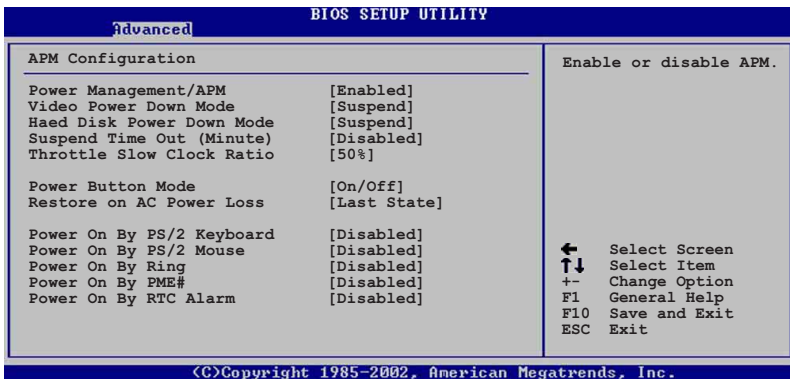 BIOS SETUP UTILITY
Advanced
APM Configuration
Power Management/APM [Enabled]
Video Power Down Mode [Suspend]
Haed Disk Power Down Mode [Suspend]
Suspend Time Out (Minute) [Disabled]
Throttle Slow Clock Ratio [50%]
Power Button Mode [On/Off]
Restore on AC Power Loss [Last State]
Power On By PS/2 Keyboard [Disabled]
Power On By PS/2 Mouse [Disabled]
Power On By Ring [Disabled]
Power On By PME# [Disabled]
Power On By RTC Alarm [Disabled]
Enable or disable APM.
← Select Screen
↑↓ Select Item
+- Change Option
F1 General Help
F10 Save and Exit
ESC Exit
(C)Copyright 1985-2002, American Megatrends, Inc.